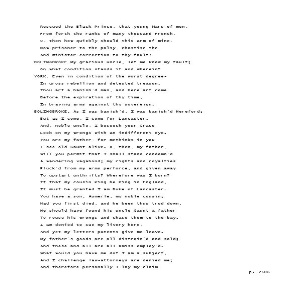 Rescued the Black Prince, that young Mars of men,
From forth the ranks of many thousand French,
O, then how quickly should this arm of mine,
Now prisoner to the palsy, chastise thee
And minister correction to thy fault!
BOLINGBROKE My gracious uncle, let me know my fault;
On what condition stands it and wherein?
YORK. Even in condition of the worst degree,
In gross rebellion and detested treason.
Thou art a banish'd man, and here art come
Before the expiration of thy time,
In braving arms against thy sovereign.
BOLINGBROKE. As I was banish'd, I was banish'd Hereford;
But as I come, I come for Lancaster.
And, noble uncle, I beseech your Grace
Look on my wrongs with an indifferent eye.
You are my father, for methinks in you
I see old Gaunt alive. O, then, my father,
Will you permit that I shall stand condemn'd
A wandering vagabond; my rights and royalties
Pluck'd from my arms perforce, and given away
To upstart unthrifts? Wherefore was I born?
If that my cousin king be King in England,
It must be granted I am Duke of Lancaster.
You have a son, Aumerle, my noble cousin;
Had you first died, and he been thus trod down,
He should have found his uncle Gaunt a father
To rouse his wrongs and chase them to the bay.
I am denied to sue my livery here,
And yet my letters patents give me leave.
My father's goods are all distrain'd and sold;
And these and all are all amiss employ'd.
What would you have me do? I am a subject,
And I challenge law-attorneys are denied me;
And therefore personally I lay my claim